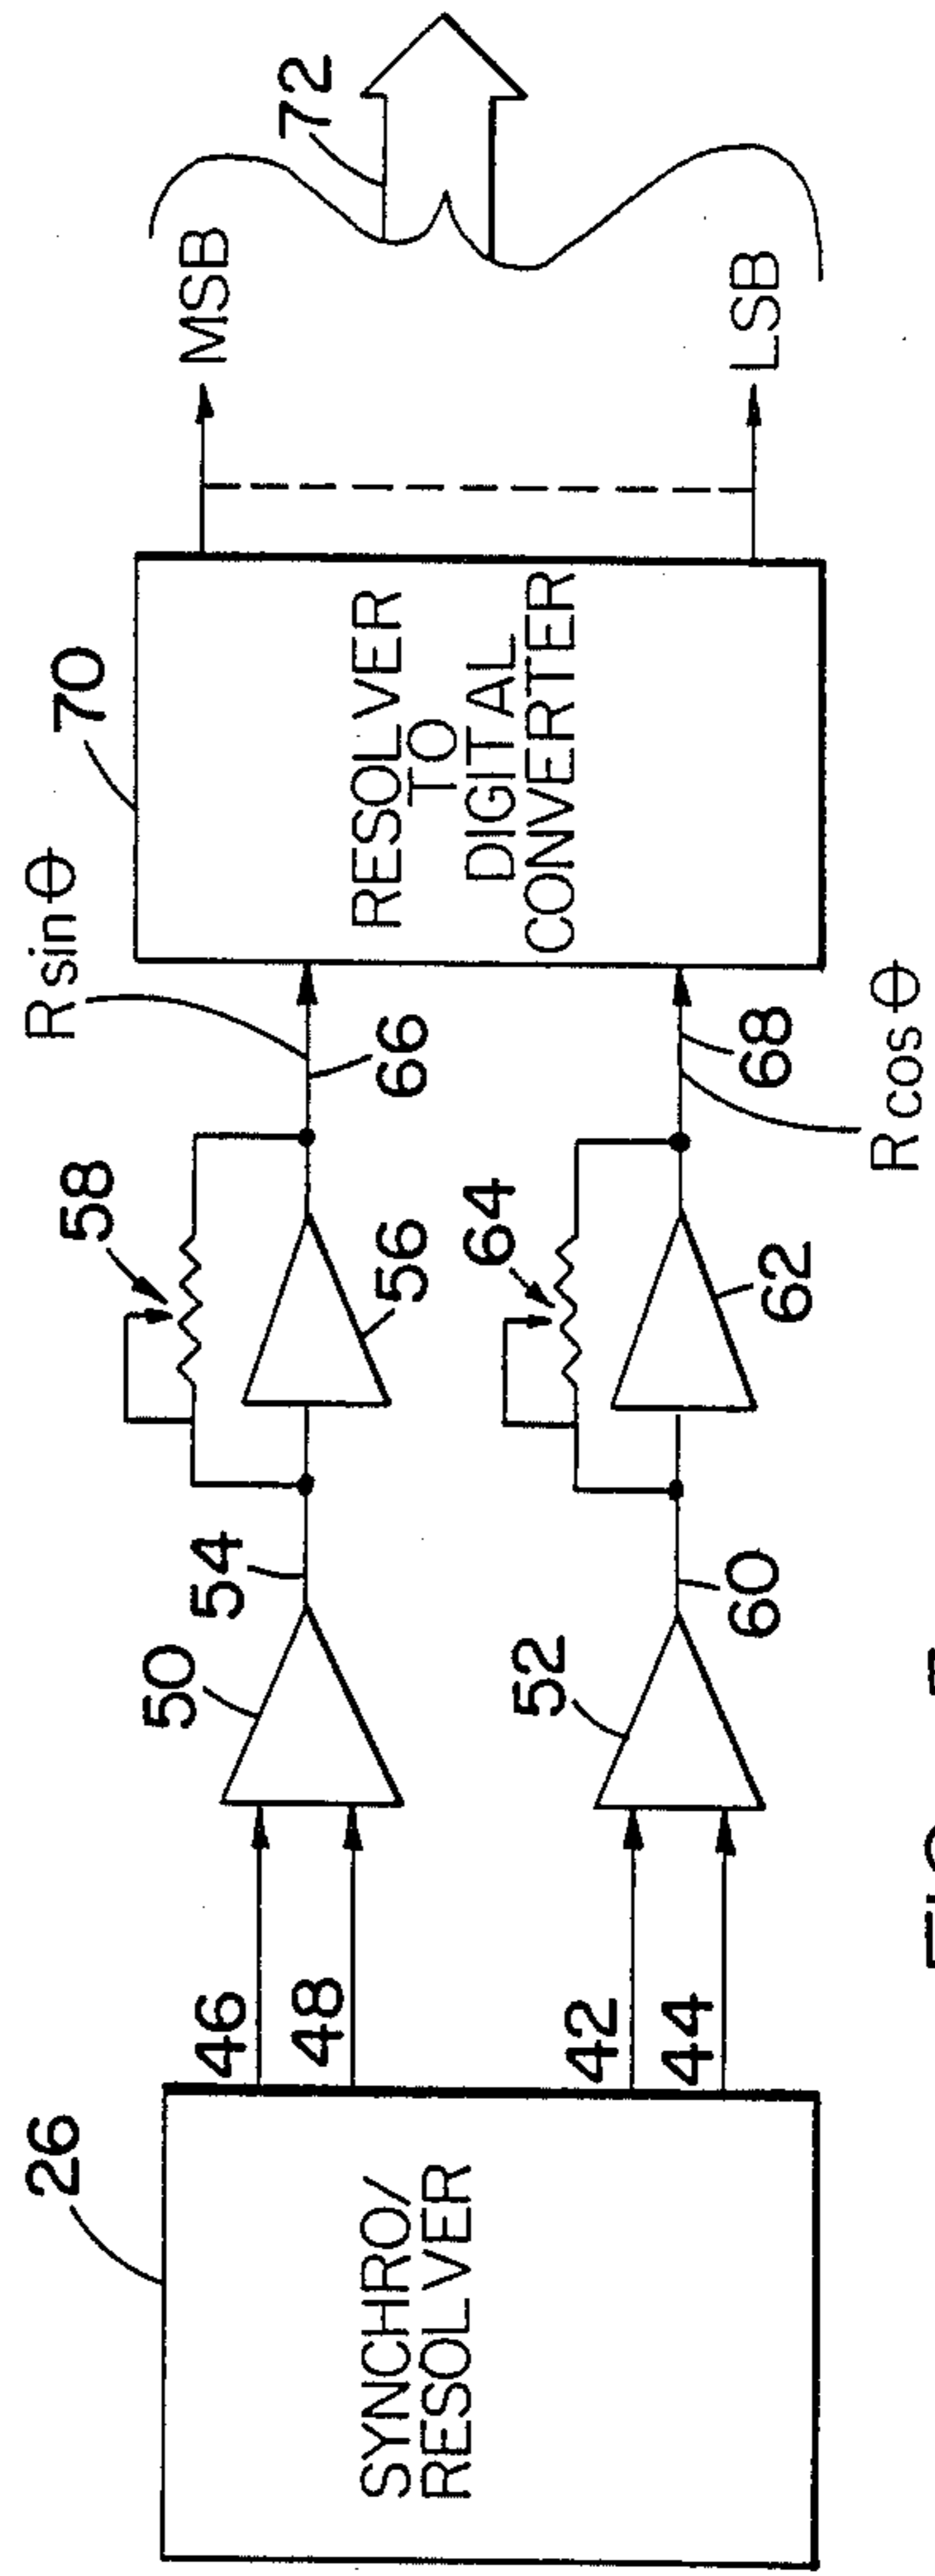 26
SYNCHRO/
RESOLVER
46
48
42
44
50
52
54
60
58
56
64
62
R sin θ
66
68
R cos θ
70
RESOLVER
TO
DIGITAL
CONVERTER
MSB
LSB
72